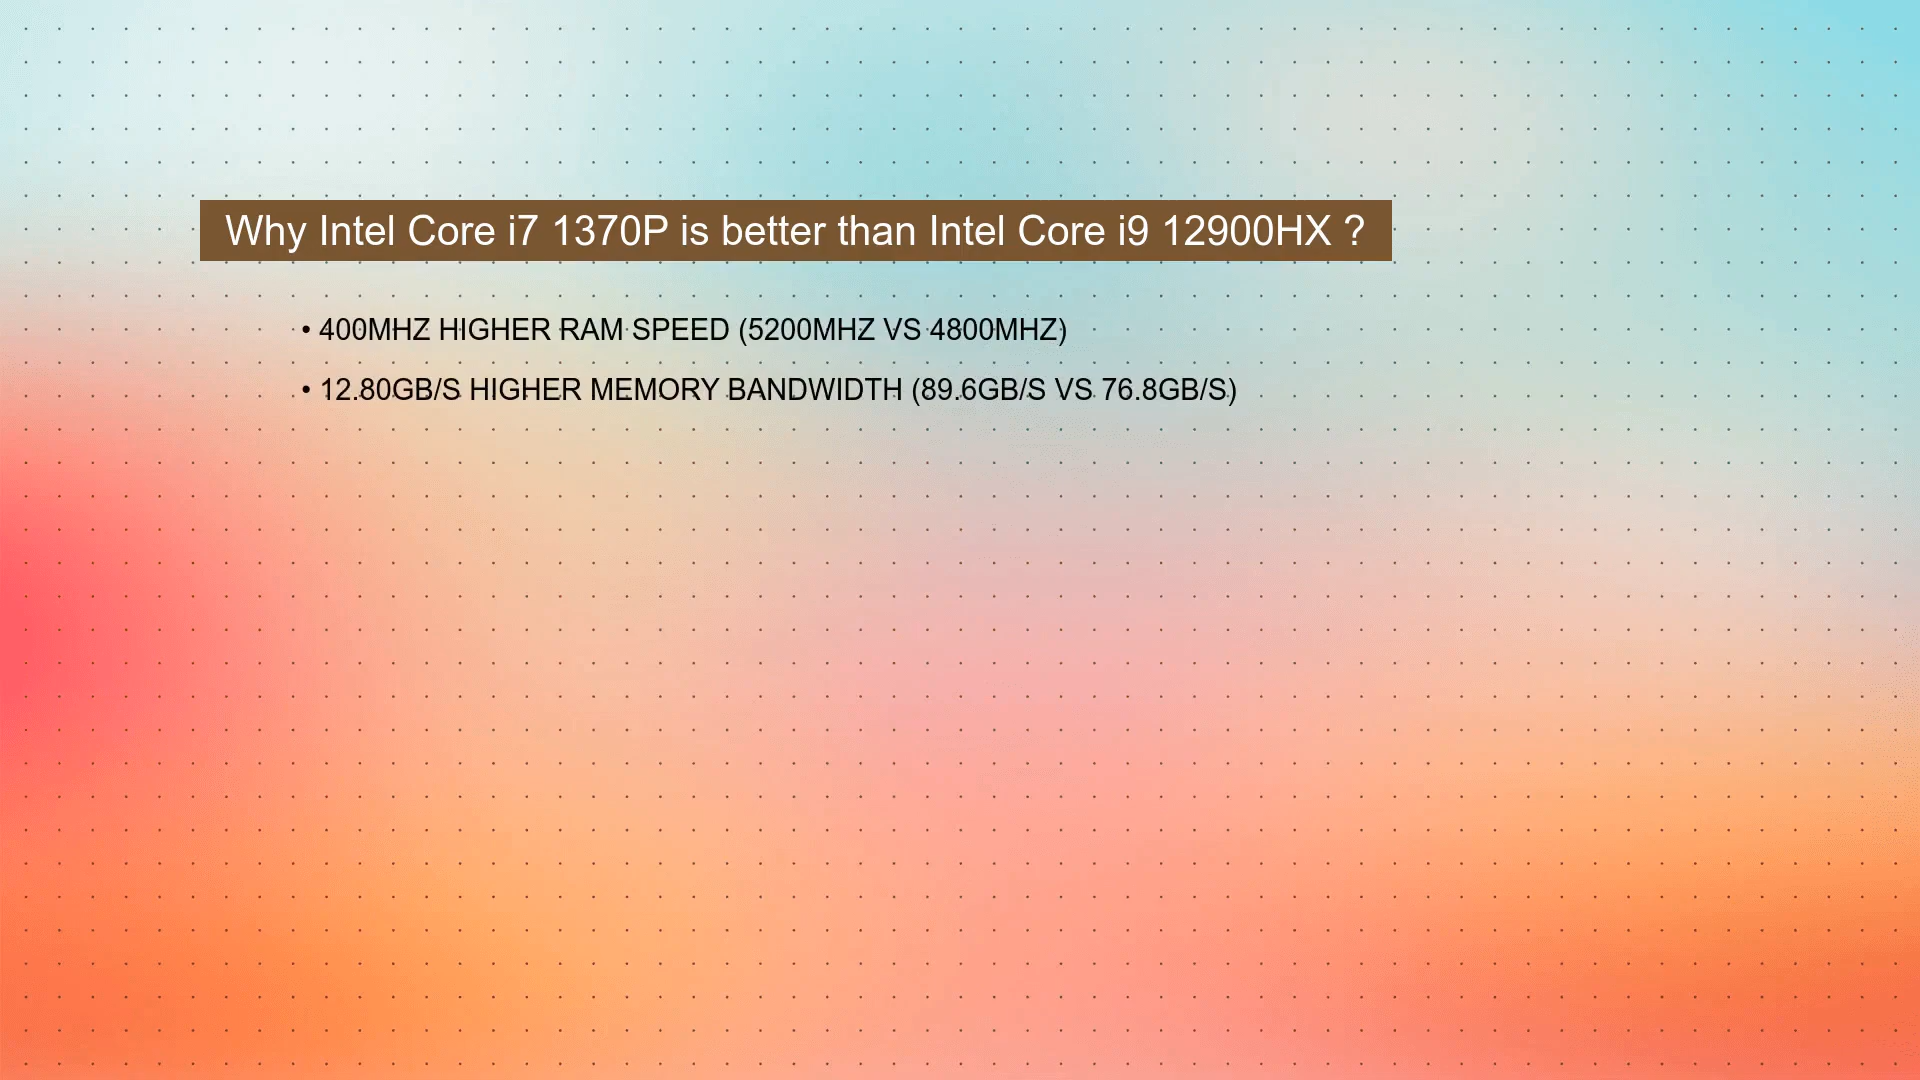 Why Intel Core i7 1370P is better than Intel Core i9 12900HX ?
• 400MHZ HIGHER RAM SPEED (5200MHZ VS 4800MHZ)
• 12.80GB/S HIGHER MEMORY BANDWIDTH (89.6GB/S VS 76.8GB/S)